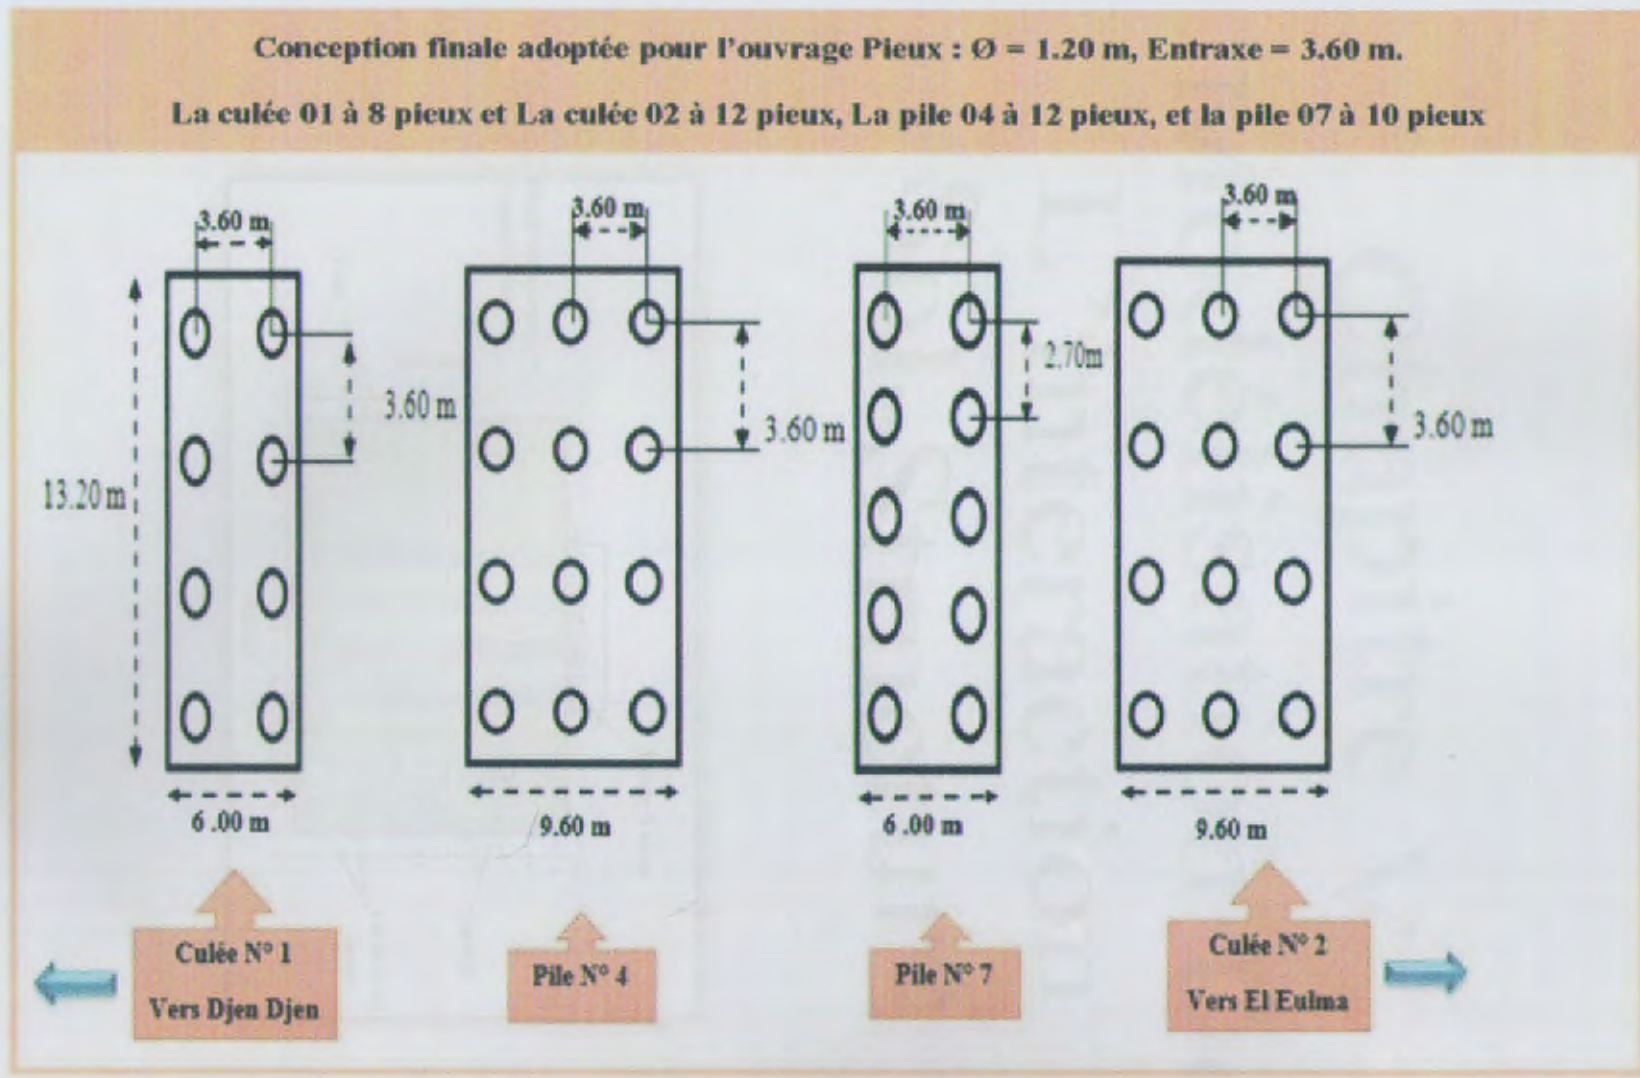 Conception finale adoptée pour l'ouvrage Pieux : Ø = 1.20 m, Entraxe = 3.60 m.
La culée 01 à 8 pieux et La culée 02 à 12 pieux, La pile 04 à 12 pieux, et la pile 07 à 10 pieux
3.60 m
3.60 m
3.60 m
3.60 m
3.60 m
3.60 m
2.70m
3.60 m
13.20 m
6 .00 m
9.60 m
6 .00 m
9.60 m
Culée N° 1
Vers Djen Djen
Pile N° 4
Pile N° 7
Culée N° 2
Vers El Eulma